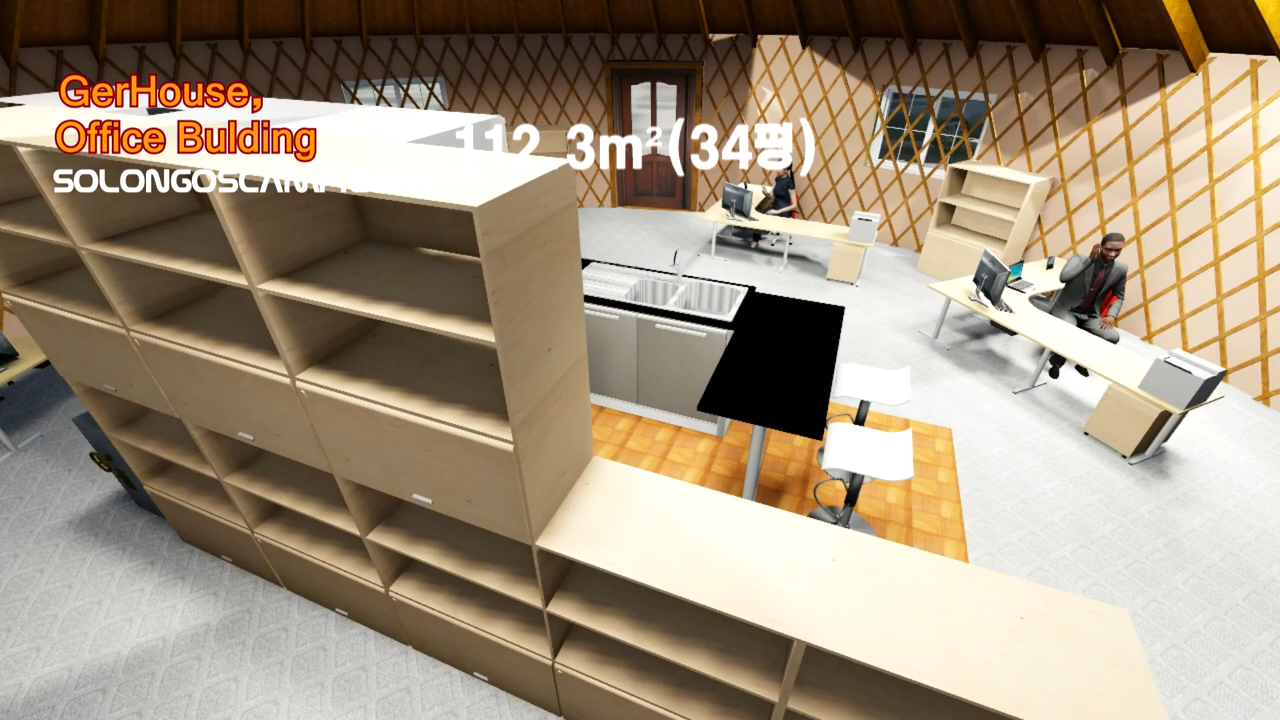 GerHouse,
Office Bulding
112 3m²(34평)